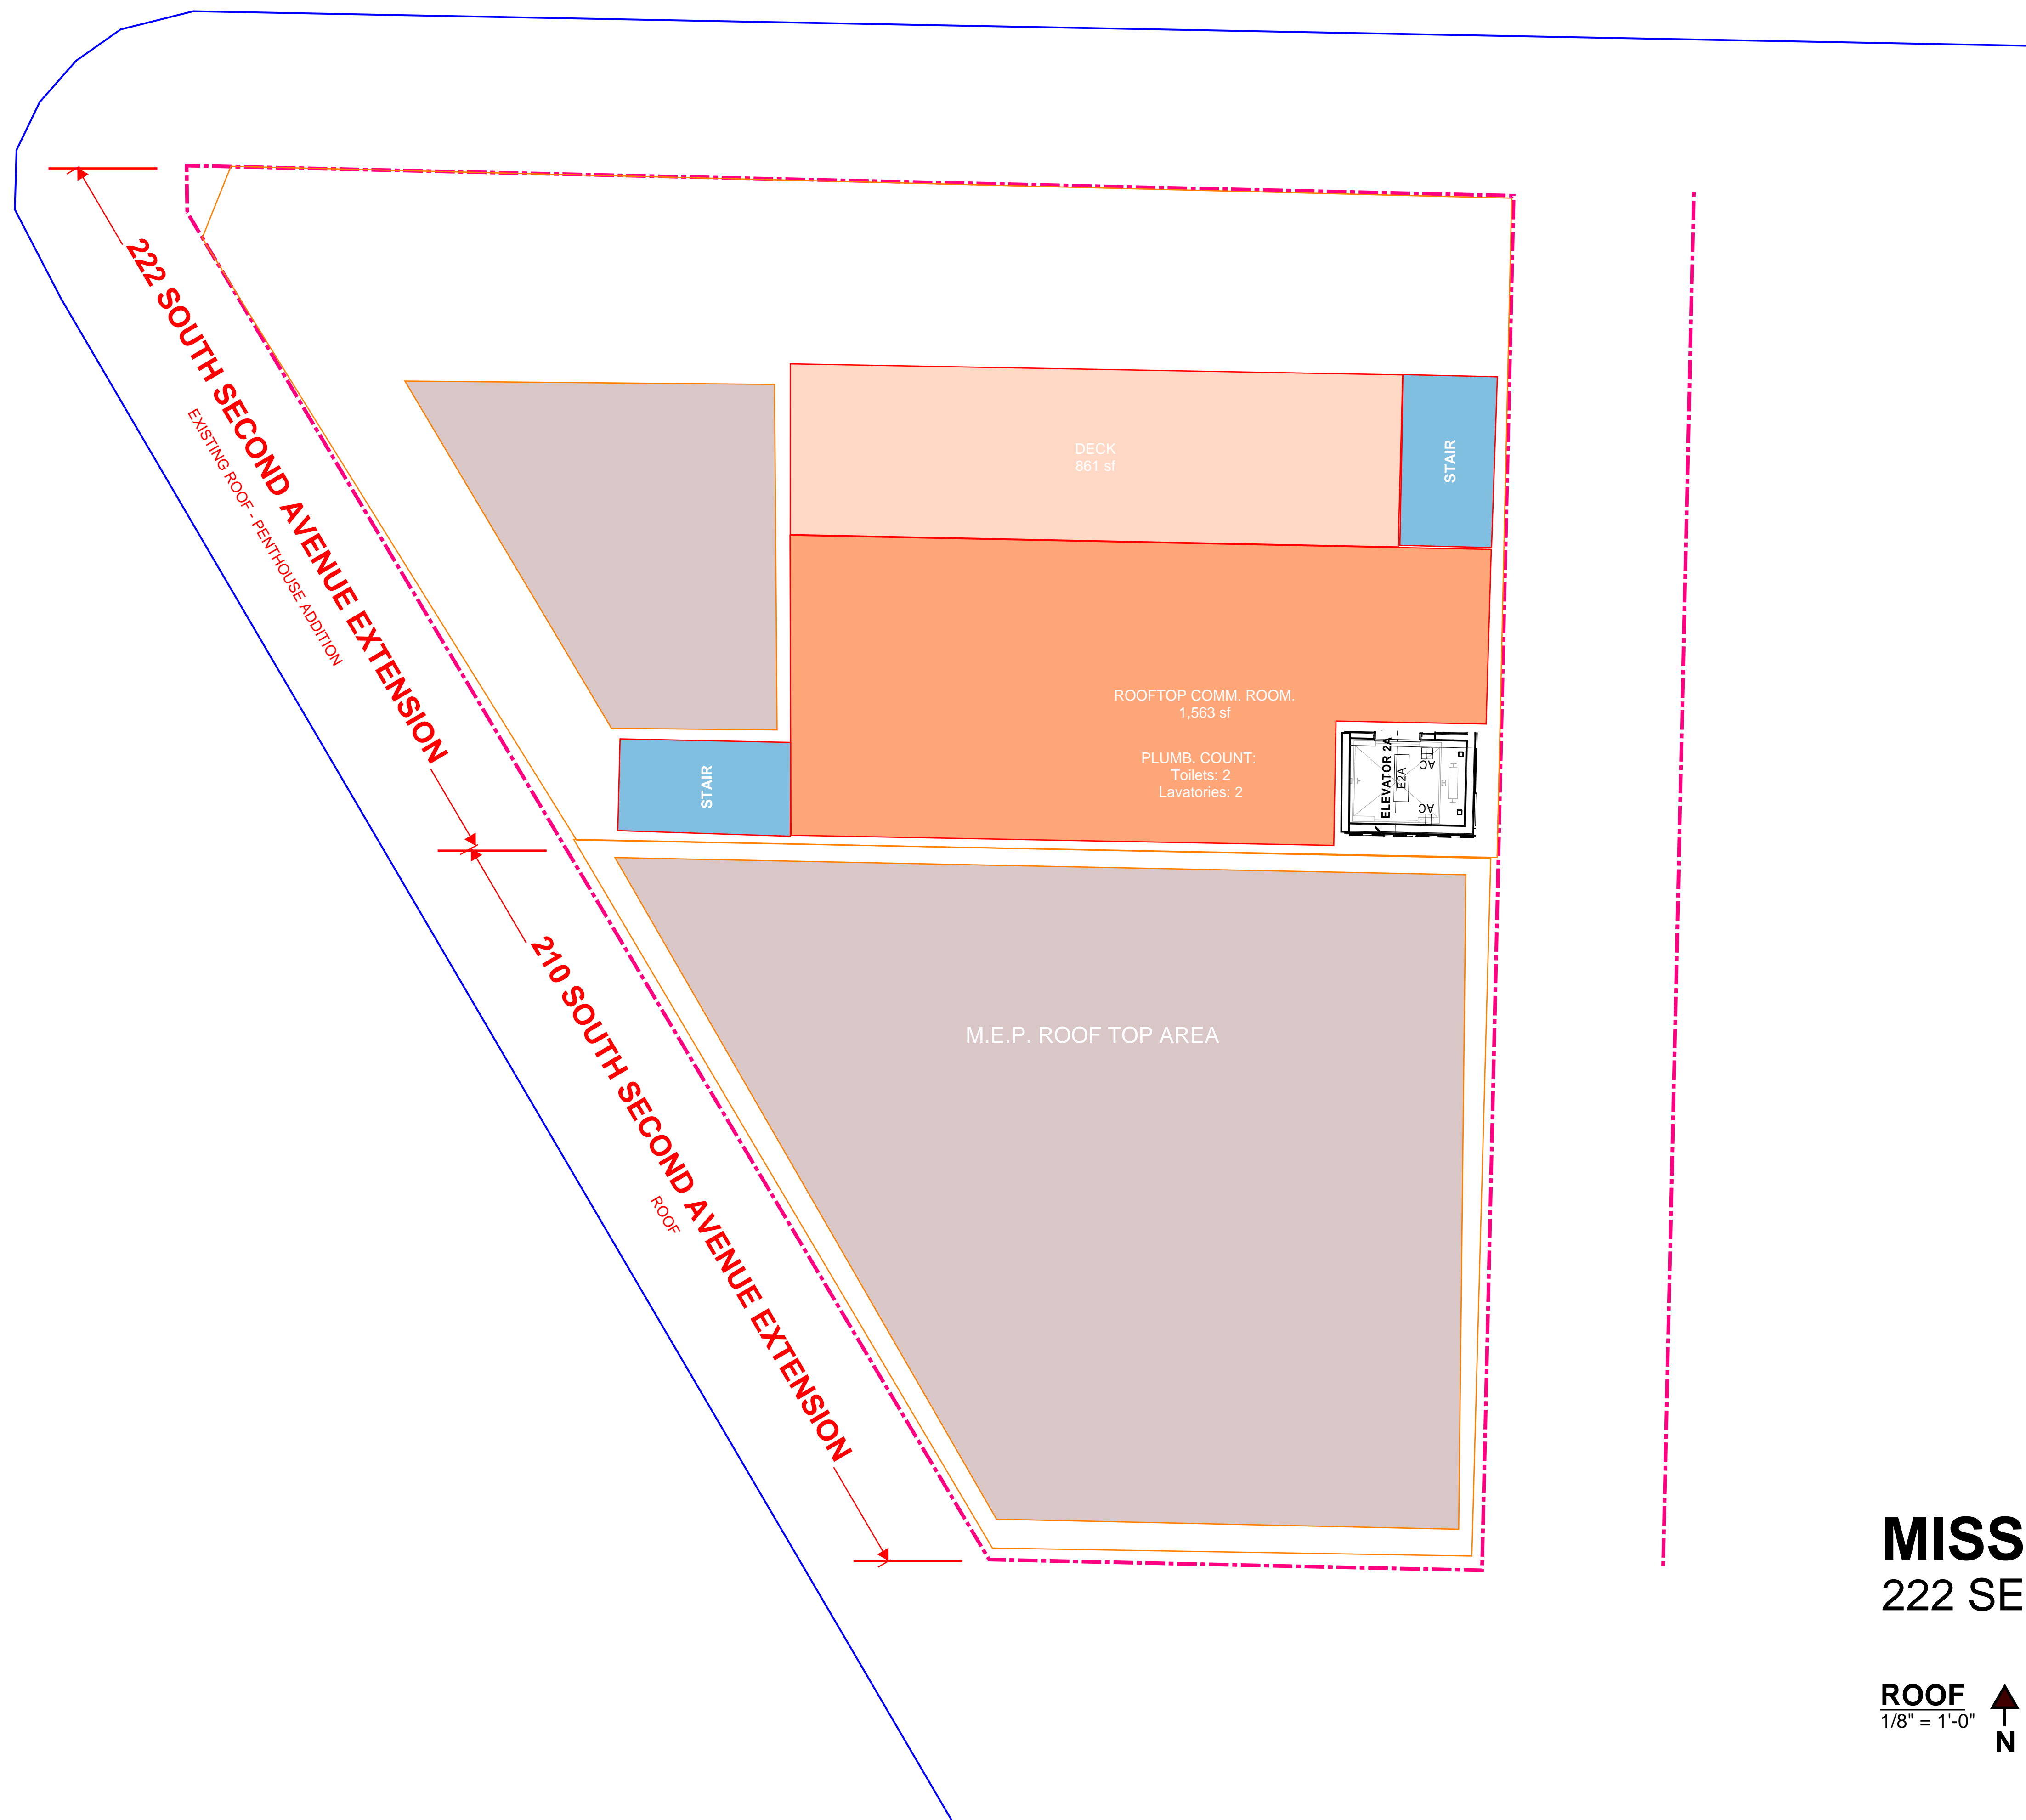 222 SOUTH SECOND AVENUE EXTENSION
EXISTING ROOF - PENTHOUSE ADDITION
DECK
861 sf
STAIR
ROOFTOP COMM. ROOM.
1,563 sf
PLUMB. COUNT:
Toilets: 2
Lavatories: 2
STAIR
ELEVATOR 2A
E2A
AC
AC
210 SOUTH SECOND AVENUE EXTENSION
ROOF
M.E.P. ROOF TOP AREA
MISS
222 SE
ROOF
1/8" = 1'-0"
N